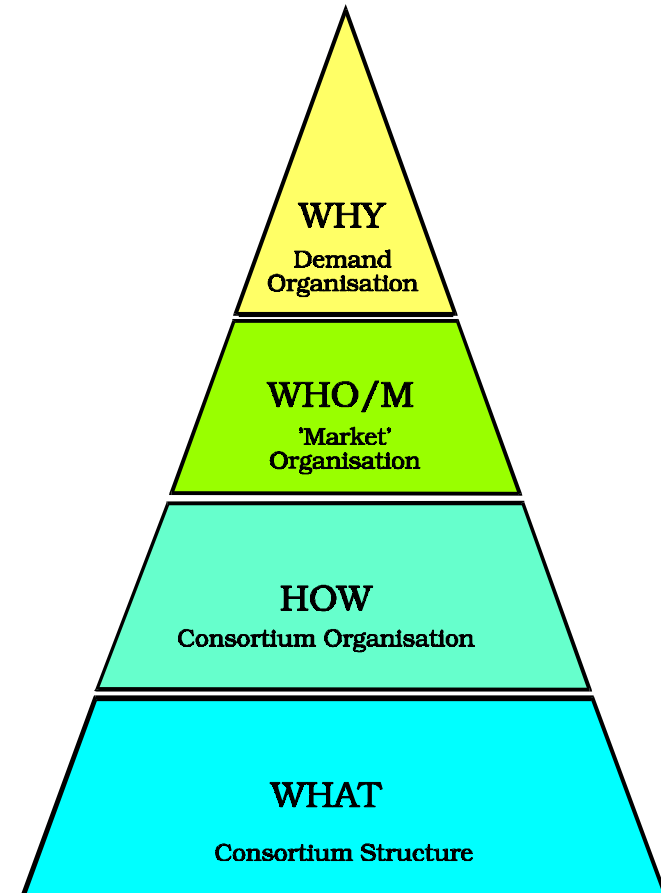 WHY
Demand
Organisation
WHO/M
'Market'
Organisation
HOW
Consortium Organisation
WHAT
Consortium Structure